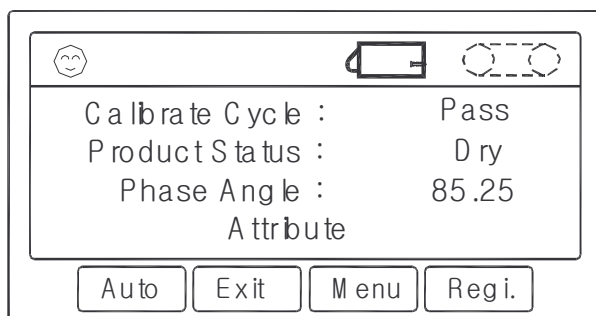 Calibrate Cycle : Pass
Product Status : Dry
Phase Angle : 85.25
Attribute
Auto Exit Menu Regi.